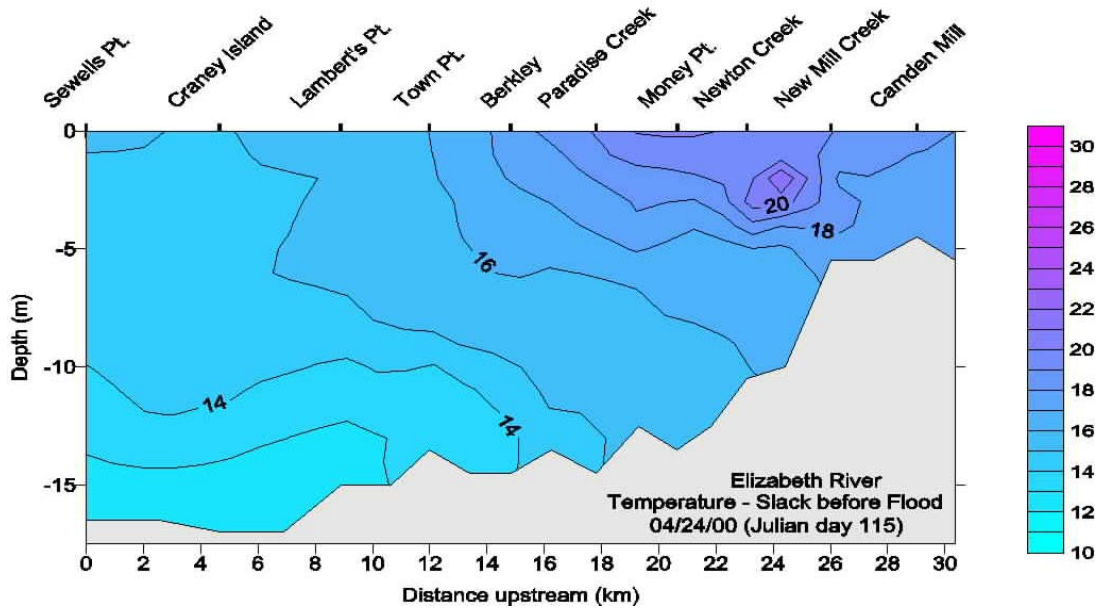 Sewells Pt.
Craney Island
Lambert's Pt.
Town Pt.
Berkley
Paradise Creek
Money Pt.
Newton Creek
New Mill Creek
Camden Mill
0
-5
-10
-15
Depth (m)
16
14
14
20
18
Elizabeth River
Temperature - Slack before Flood
04/24/00 (Julian day 115)
0 2 4 6 8 10 12 14 16 18 20 22 24 26 28 30
Distance upstream (km)
30
28
26
24
22
20
18
16
14
12
10